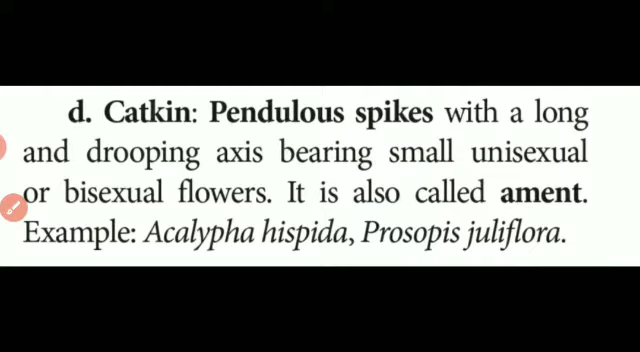 d. Catkin: Pendulous spikes with a long
and drooping axis bearing small unisexual
or bisexual flowers. It is also called ament.
Example: Acalypha hispida, Prosopis juliflora.